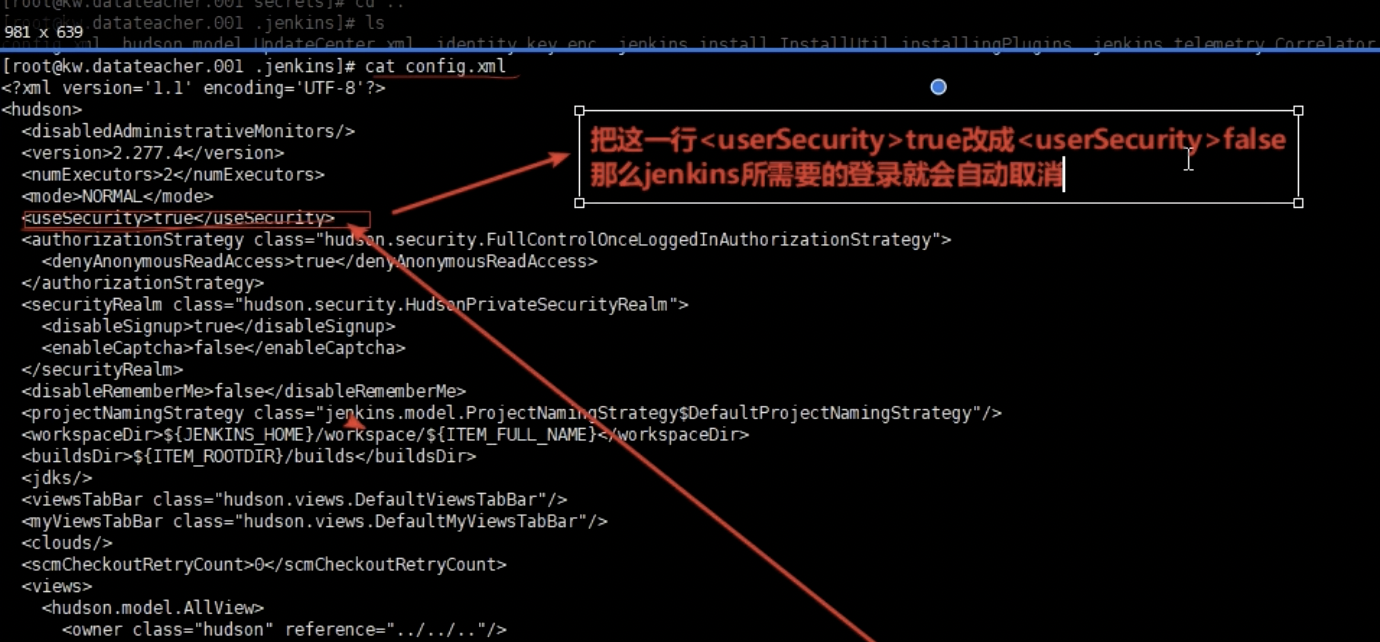 [root@kw.datateacher.001 secrets]# cd ..
[root@kw.datateacher.001 .jenkins]# ls
981 x 639
config.xml hudson.model.UpdateCenter.xml identity.key.enc jenkins.install.InstallUtil.installingPlugins jenkins.telemetry.Correlator
[root@kw.datateacher.001 .jenkins]# cat config.xml
<?xml version='1.1' encoding='UTF-8'?>
<hudson>
  <disabledAdministrativeMonitors/>
  <version>2.277.4</version>
  <numExecutors>2</numExecutors>
  <mode>NORMAL</mode>
  <useSecurity>true</useSecurity>
把这一行<userSecurity>true改成<userSecurity>false
那么jenkins所需要的登录就会自动取消
  <authorizationStrategy class="hudson.security.FullControlOnceLoggedInAuthorizationStrategy">
    <denyAnonymousReadAccess>true</denyAnonymousReadAccess>
  </authorizationStrategy>
  <securityRealm class="hudson.security.HudsonPrivateSecurityRealm">
    <disableSignup>true</disableSignup>
    <enableCaptcha>false</enableCaptcha>
  </securityRealm>
  <disableRememberMe>false</disableRememberMe>
  <projectNamingStrategy class="jenkins.model.ProjectNamingStrategy$DefaultProjectNamingStrategy"/>
  <workspaceDir>${JENKINS_HOME}/workspace/${ITEM_FULL_NAME}</workspaceDir>
  <buildsDir>${ITEM_ROOTDIR}/builds</buildsDir>
  <jdks/>
  <viewsTabBar class="hudson.views.DefaultViewsTabBar"/>
  <myViewsTabBar class="hudson.views.DefaultMyViewsTabBar"/>
  <clouds/>
  <scmCheckoutRetryCount>0</scmCheckoutRetryCount>
  <views>
    <hudson.model.AllView>
      <owner class="hudson" reference="../../.."/>